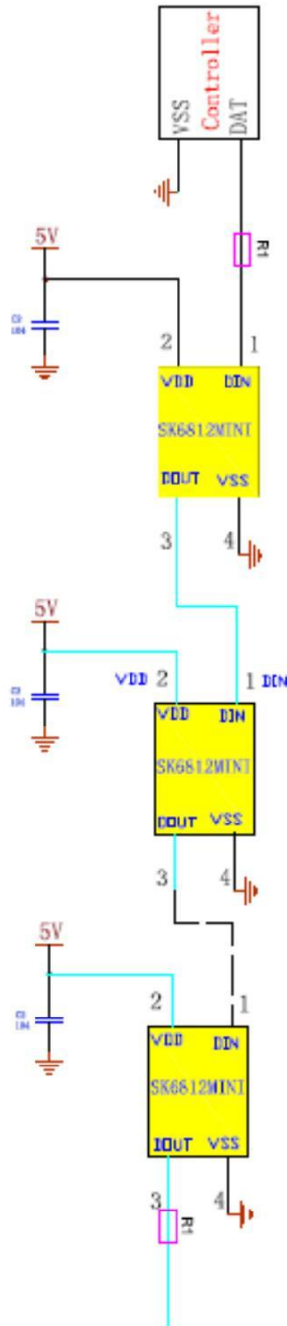 VSS
Controller
DAT
R1
5V
2
1
VDD DIN
SK6812MINI
DOUT VSS
3
4
5V
VDD 2
1 DIN
VDD DIN
SK6812MINI
DOUT VSS
3
4
5V
2
1
VDD DIN
SK6812MINI
DOUT VSS
3
4
R1